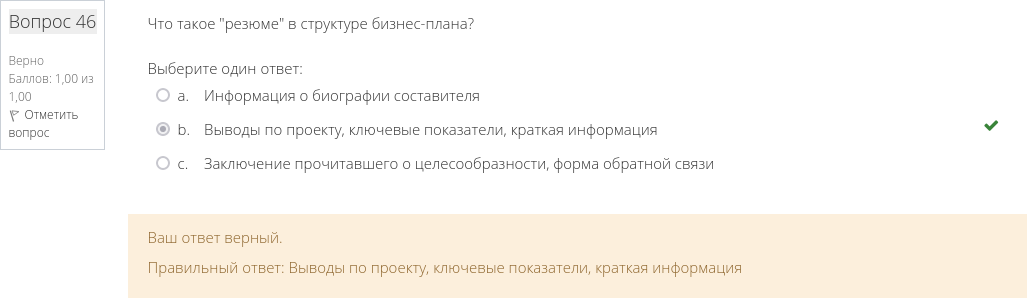 Вопрос 46
Верно
Баллов: 1,00 из
1,00
Отметить
вопрос
Что такое "резюме" в структуре бизнес-плана?
Выберите один ответ:
a. Информация о биографии составителя
b. Выводы по проекту, ключевые показатели, краткая информация
c. Заключение прочитавшего о целесообразности, форма обратной связи
Ваш ответ верный.
Правильный ответ: Выводы по проекту, ключевые показатели, краткая информация